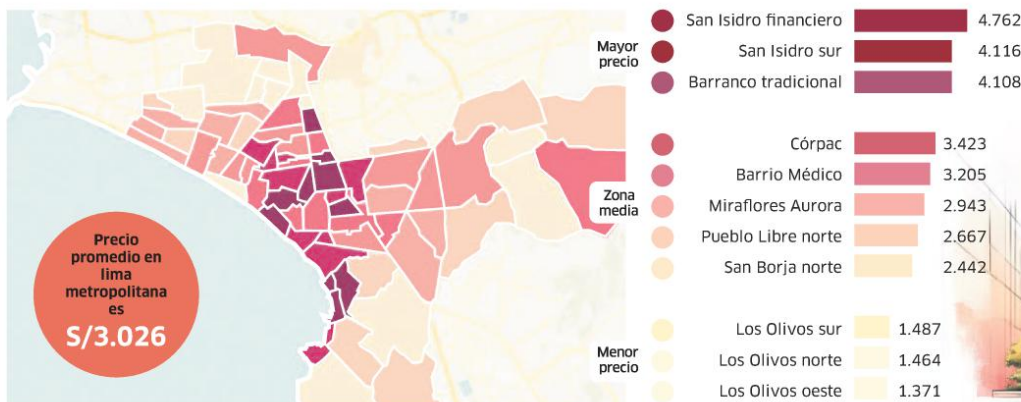 Precio
promedio en
lima
metropolitana
es
S/3.026
Mayor
precio
San Isidro financiero 4.762
San Isidro sur 4.116
Barranco tradicional 4.108
Zona
media
Córpac 3.423
Barrio Médico 3.205
Miraflores Aurora 2.943
Pueblo Libre norte 2.667
San Borja norte 2.442
Menor
precio
Los Olivos sur 1.487
Los Olivos norte 1.464
Los Olivos oeste 1.371